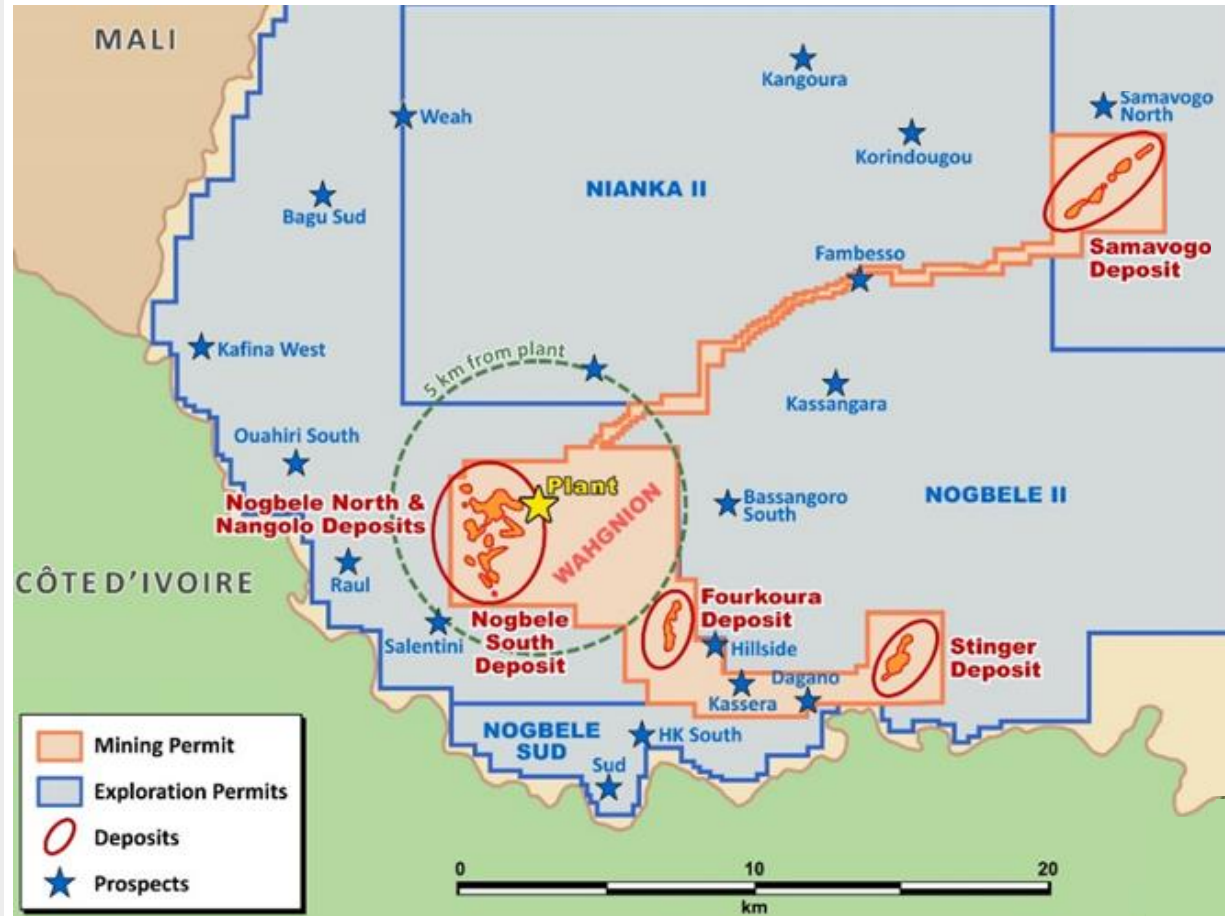 MALI
Kangoura
Weah
Samavogo
North
Korindougou
NIANKA II
Bagu Sud
Fambesso
Samavogo
Deposit
Kafina West
5 km from plant
Kassangara
Ouahiri South
Plant
Nogbele North &
Nangolo Deposits
Bassangoro
South
NOGBELE II
WAHGNION
Raul
CÔTE D'IVOIRE
Fourkoura
Deposit
Salentini
Nogbele
South
Deposit
Hillside
Stinger
Deposit
Dagano
Kassera
NOGBELE
SUD
HK South
Sud
Mining Permit
Exploration Permits
Deposits
Prospects
0 10 20
km